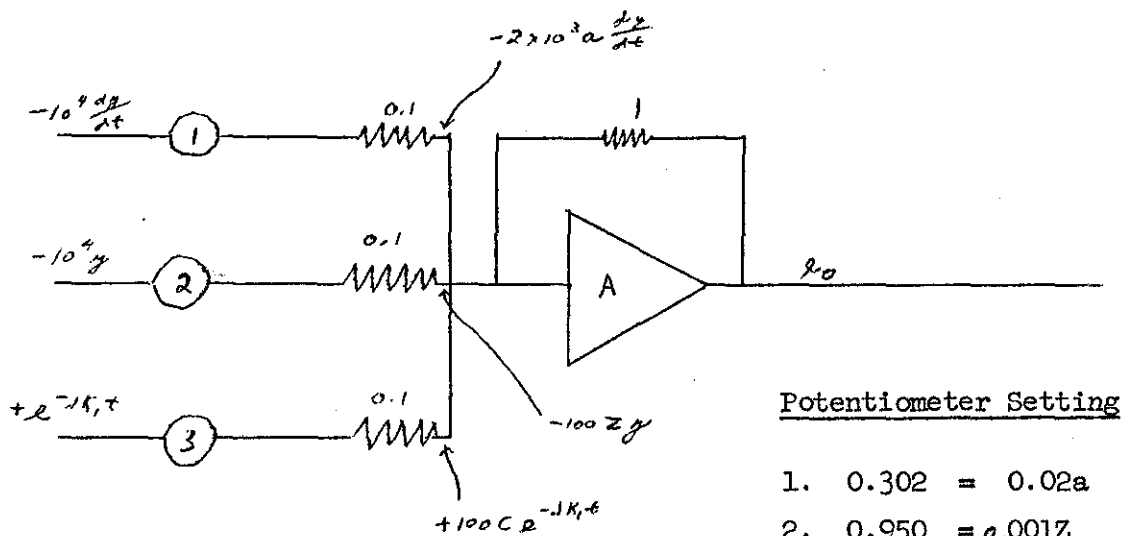 -2×10³a dy/dt
-10⁴ dy/dt
1
0.1
1
-10⁴y
2
0.1
A
e₀
+e^-.1K₁t
3
0.1
-100Zy
+100Ce^-.1K₁t
Potentiometer Setting
1. 0.302 = 0.02a
2. 0.950 = 0.001Z